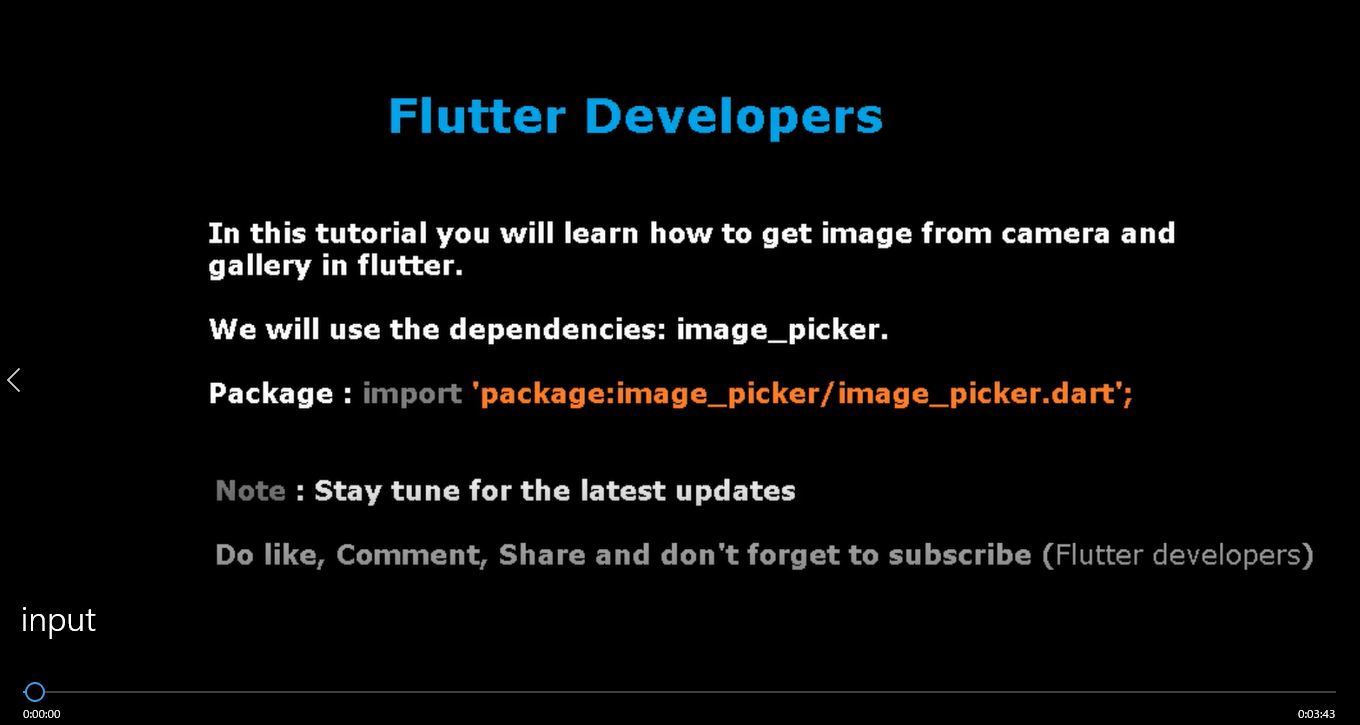 Flutter Developers
In this tutorial you will learn how to get image from camera and
gallery in flutter.
We will use the dependencies: image_picker.
Package : import 'package:image_picker/image_picker.dart';
Note : Stay tune for the latest updates
Do like, Comment, Share and don't forget to subscribe (Flutter developers)
input
0:00:00 0:03:43